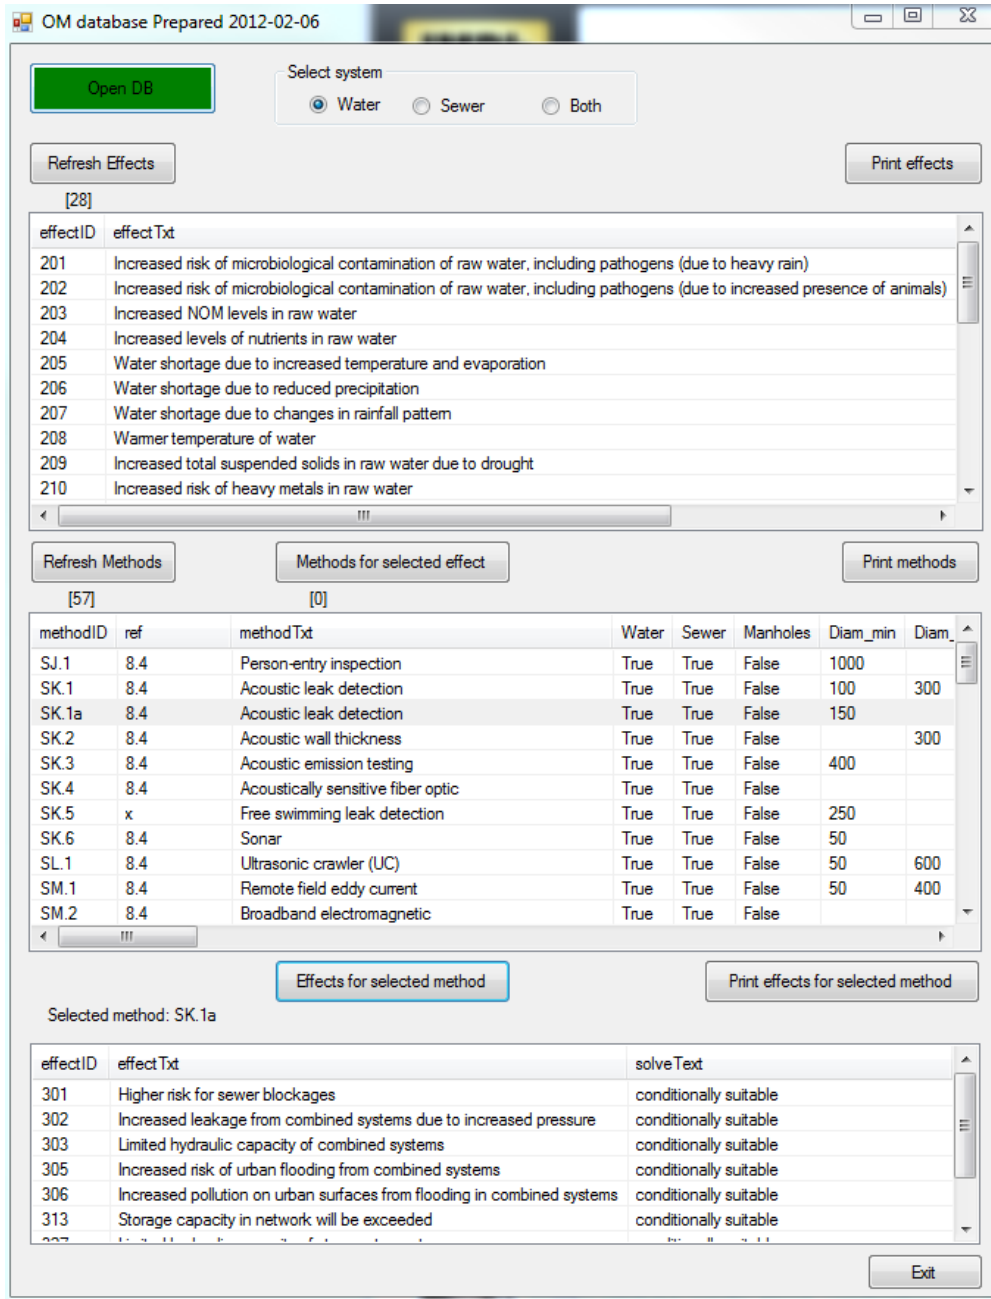 OM database Prepared 2012-02-06
Open DB
Select system
Water Sewer Both
Refresh Effects Print effects
[28]
effectID effectTxt
201 Increased risk of microbiological contamination of raw water, including pathogens (due to heavy rain)
202 Increased risk of microbiological contamination of raw water, including pathogens (due to increased presence of animals)
203 Increased NOM levels in raw water
204 Increased levels of nutrients in raw water
205 Water shortage due to increased temperature and evaporation
206 Water shortage due to reduced precipitation
207 Water shortage due to changes in rainfall pattern
208 Warmer temperature of water
209 Increased total suspended solids in raw water due to drought
210 Increased risk of heavy metals in raw water
Refresh Methods Methods for selected effect Print methods
[57] [0]
methodID ref methodTxt Water Sewer Manholes Diam_min Diam_
SJ.1 8.4 Person-entry inspection True True False 1000
SK.1 8.4 Acoustic leak detection True True False 100 300
SK.1a 8.4 Acoustic leak detection True True False 150
SK.2 8.4 Acoustic wall thickness True True False 300
SK.3 8.4 Acoustic emission testing True True False 400
SK.4 8.4 Acoustically sensitive fiber optic True True False
SK.5 x Free swimming leak detection True True False 250
SK.6 8.4 Sonar True True False 50
SL.1 8.4 Ultrasonic crawler (UC) True True False 50 600
SM.1 8.4 Remote field eddy current True True False 50 400
SM.2 8.4 Broadband electromagnetic True True False
Effects for selected method Print effects for selected method
Selected method: SK.1a
effectID effectTxt solveText
301 Higher risk for sewer blockages conditionally suitable
302 Increased leakage from combined systems due to increased pressure conditionally suitable
303 Limited hydraulic capacity of combined systems conditionally suitable
305 Increased risk of urban flooding from combined systems conditionally suitable
306 Increased pollution on urban surfaces from flooding in combined systems conditionally suitable
313 Storage capacity in network will be exceeded conditionally suitable
Exit